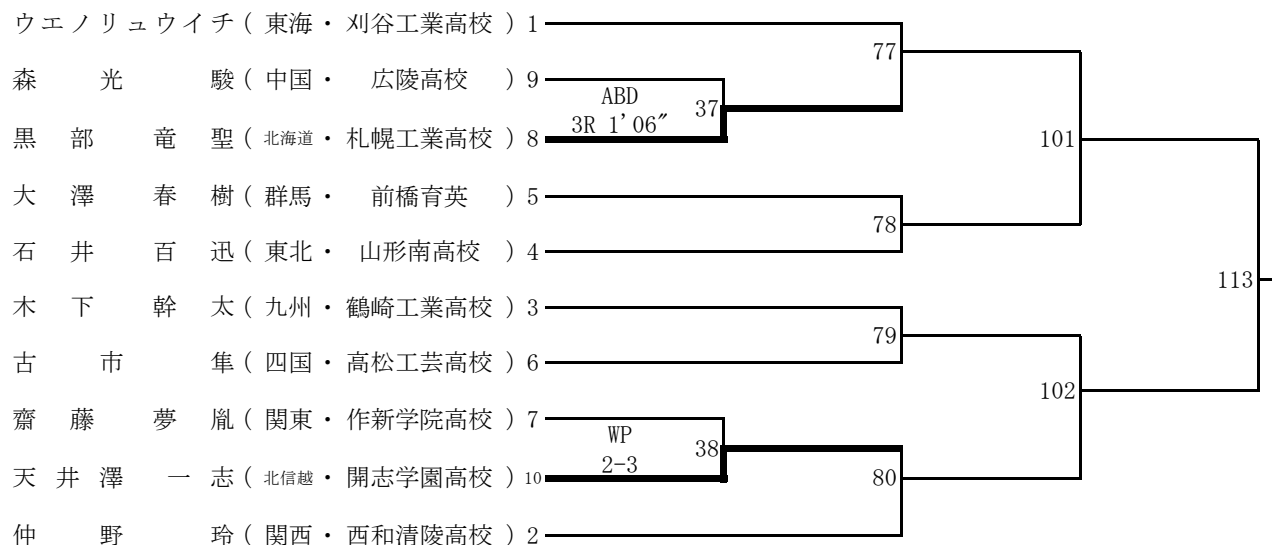 ウエノリュウイチ ( 東海 ・ 刈谷工業高校 ) 1
77
森光駿 ( 中国 ・ 広陵高校 ) 9
ABD 37
3R 1'06″
黒部竜聖 ( 北海道 ・ 札幌工業高校 ) 8
101
大澤春樹 ( 群馬 ・ 前橋育英 ) 5
78
石井百迅 ( 東北 ・ 山形南高校 ) 4
113
木下幹太 ( 九州 ・ 鶴崎工業高校 ) 3
79
古市隼 ( 四国 ・ 高松工芸高校 ) 6
102
齋藤夢胤 ( 関東 ・ 作新学院高校 ) 7
WP 38
2-3
天井澤一志 ( 北信越 ・ 開志学園高校 ) 10
80
仲野玲 ( 関西 ・ 西和清陵高校 ) 2